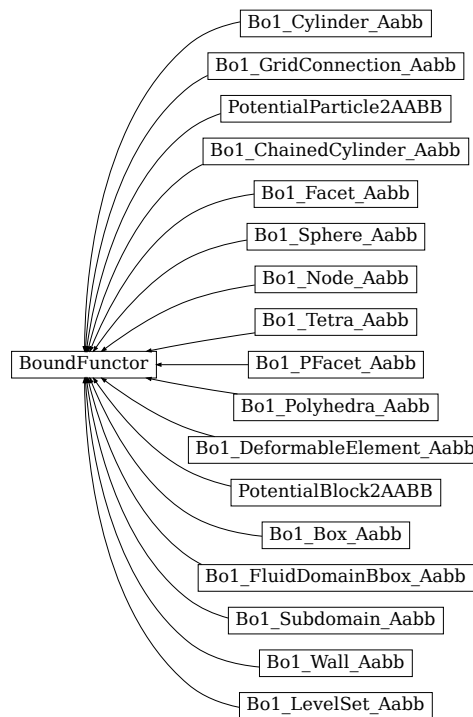 Bo1_Cylinder_Aabb
Bo1_GridConnection_Aabb
PotentialParticle2AABB
Bo1_ChainedCylinder_Aabb
Bo1_Facet_Aabb
Bo1_Sphere_Aabb
Bo1_Node_Aabb
Bo1_Tetra_Aabb
BoundFunctor
Bo1_PFacet_Aabb
Bo1_Polyhedra_Aabb
Bo1_DeformableElement_Aabb
PotentialBlock2AABB
Bo1_Box_Aabb
Bo1_FluidDomainBbox_Aabb
Bo1_Subdomain_Aabb
Bo1_Wall_Aabb
Bo1_LevelSet_Aabb